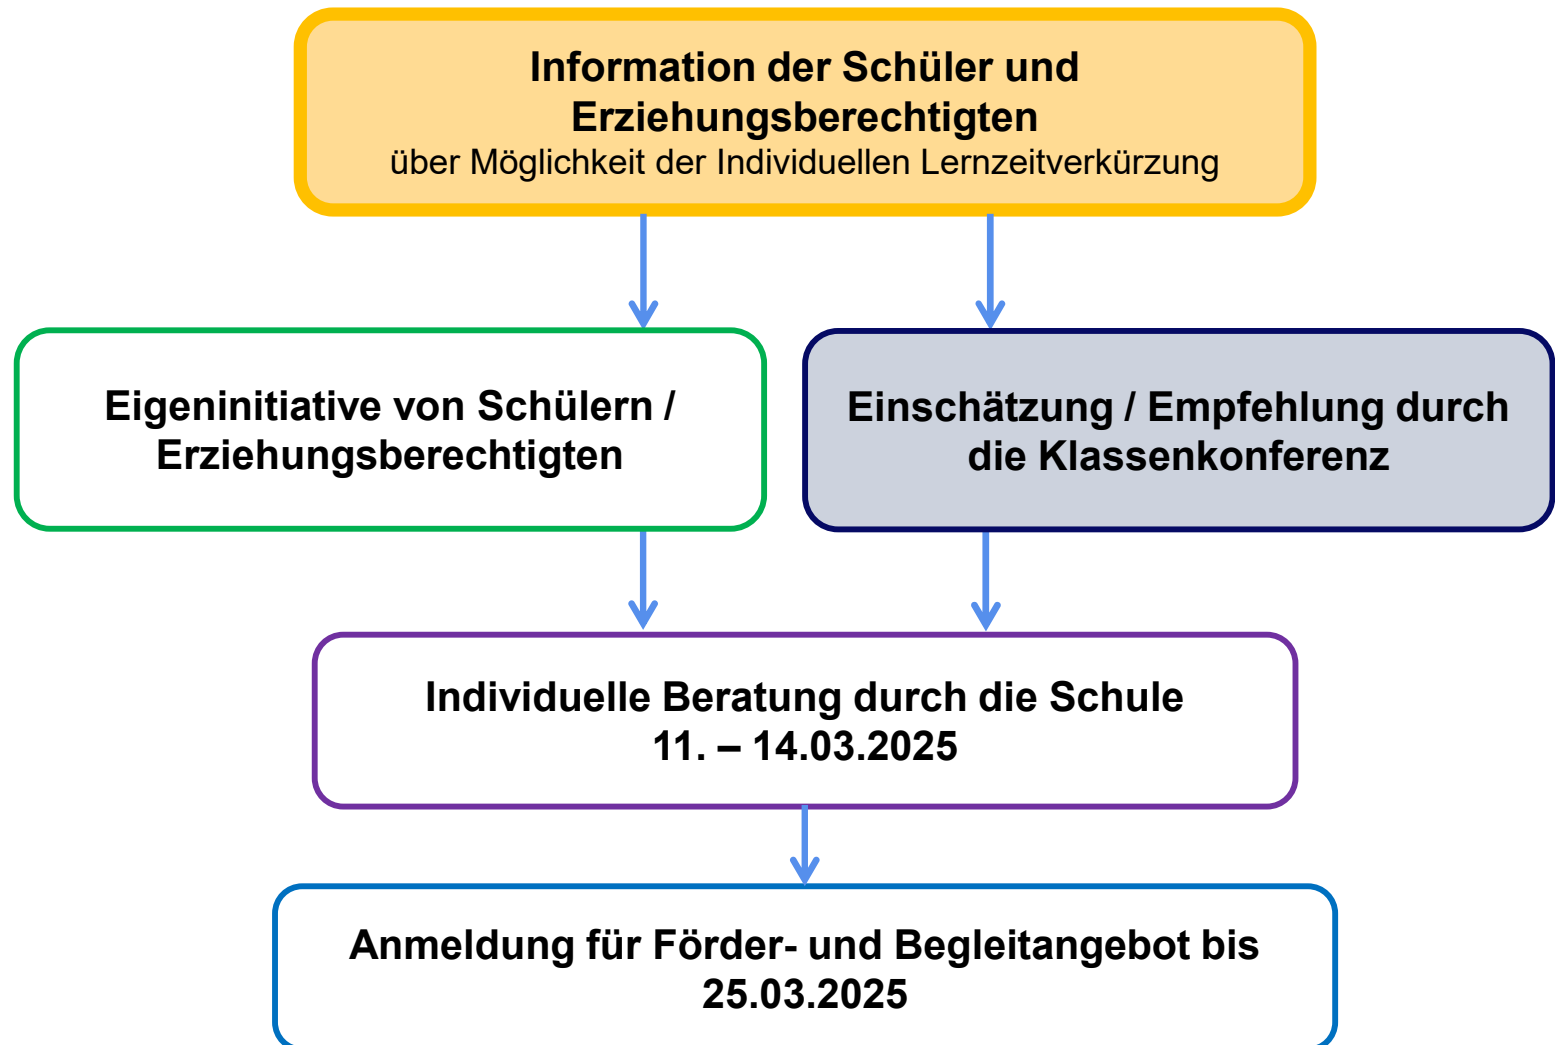 Information der Schüler und
Erziehungsberechtigten
über Möglichkeit der Individuellen Lernzeitverkürzung
Eigeninitiative von Schülern /
Erziehungsberechtigten
Einschätzung / Empfehlung durch
die Klassenkonferenz
Individuelle Beratung durch die Schule
11. – 14.03.2025
Anmeldung für Förder- und Begleitangebot bis
25.03.2025